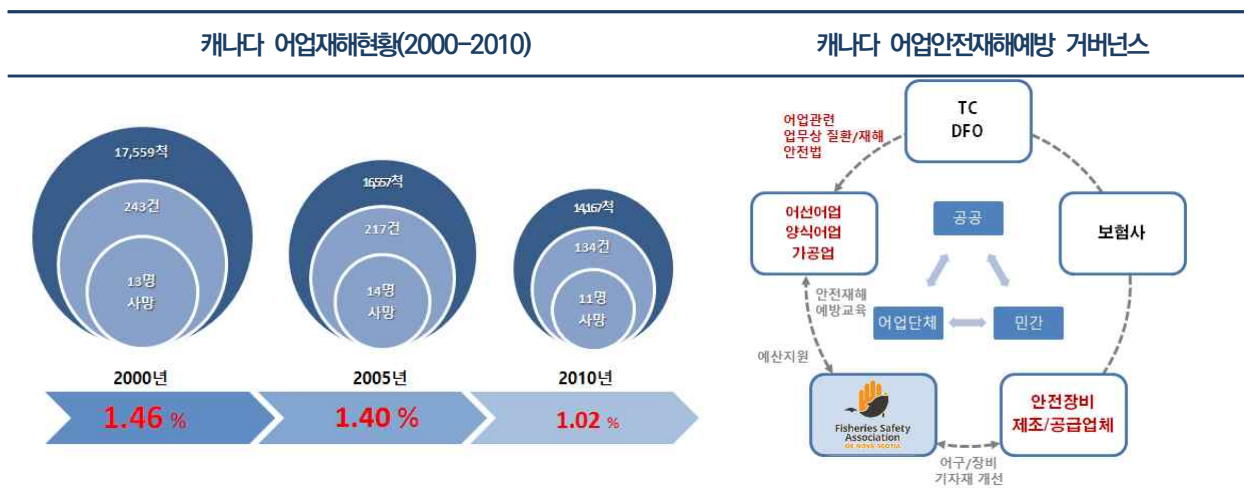 캐나다 어업재해현황(2000-2010)
17,559척
243건
13명
사망
16,557척
217건
14명
사망
14,167척
134건
11명
사망
2000년
2005년
2010년
1.46 %
1.40 %
1.02 %
캐나다 어업안전재해예방 거버넌스
TC
DFO
어업관련
업무상 질환/재해
안전법
어선어업
양식어업
가공업
공공
보험사
안전재해
예방교육
어업단체
민간
예산지원
Fisheries Safety
Association
OF NOVA SCOTIA
안전장비
제조/공급업체
어구/장비
기자재 개선